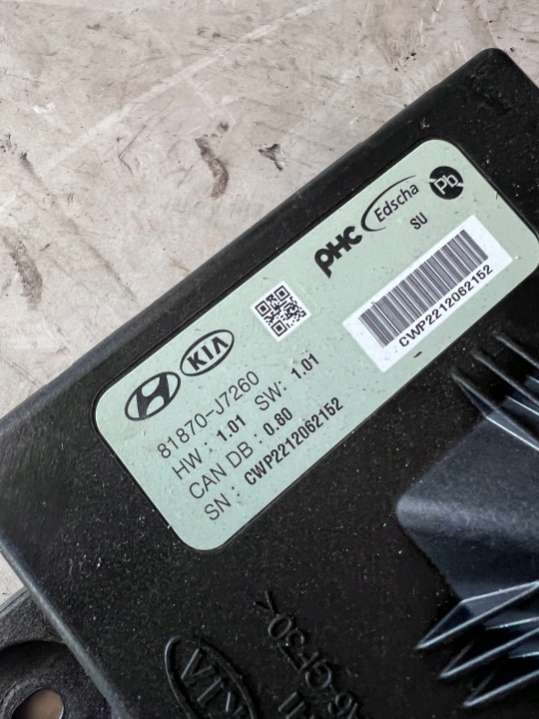 KIA
81870-J7260
HW : 1.01 SW: 1.01
CAN DB : 0.80
SN : CWP2212062152
PHC Edscha Pb
SU
CWP2212062152
KIA